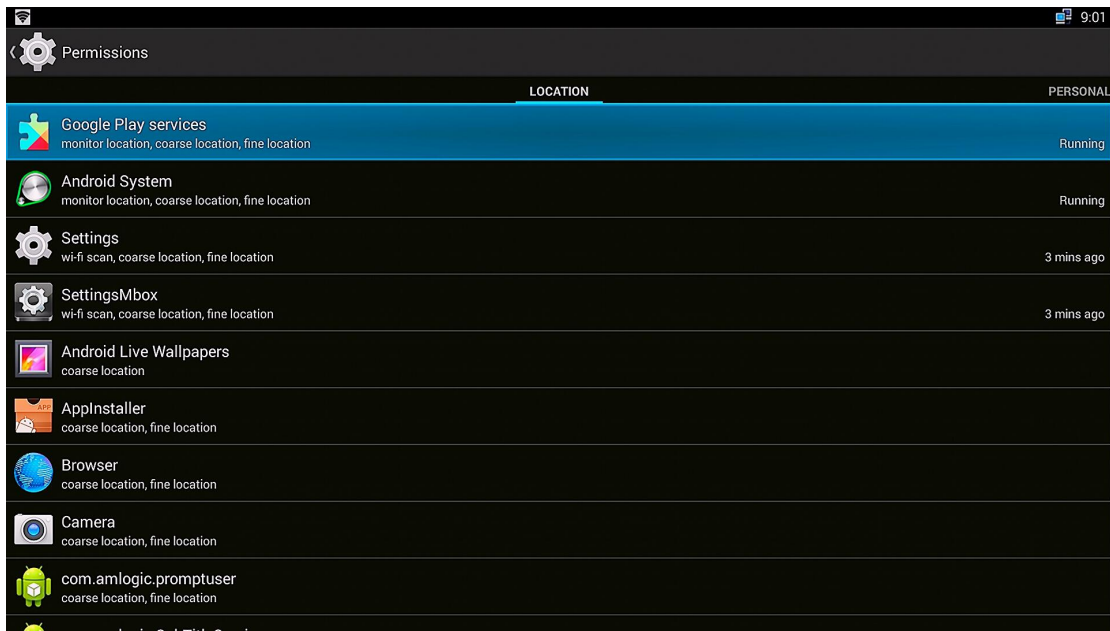 9:01
Permissions
LOCATION
PERSONAL
Google Play services
monitor location, coarse location, fine location
Running
Android System
monitor location, coarse location, fine location
Running
Settings
wi-fi scan, coarse location, fine location
3 mins ago
SettingsMbox
wi-fi scan, coarse location, fine location
3 mins ago
Android Live Wallpapers
coarse location
APP
AppInstaller
coarse location, fine location
Browser
coarse location, fine location
Camera
coarse location, fine location
com.amlogic.promptuser
coarse location, fine location